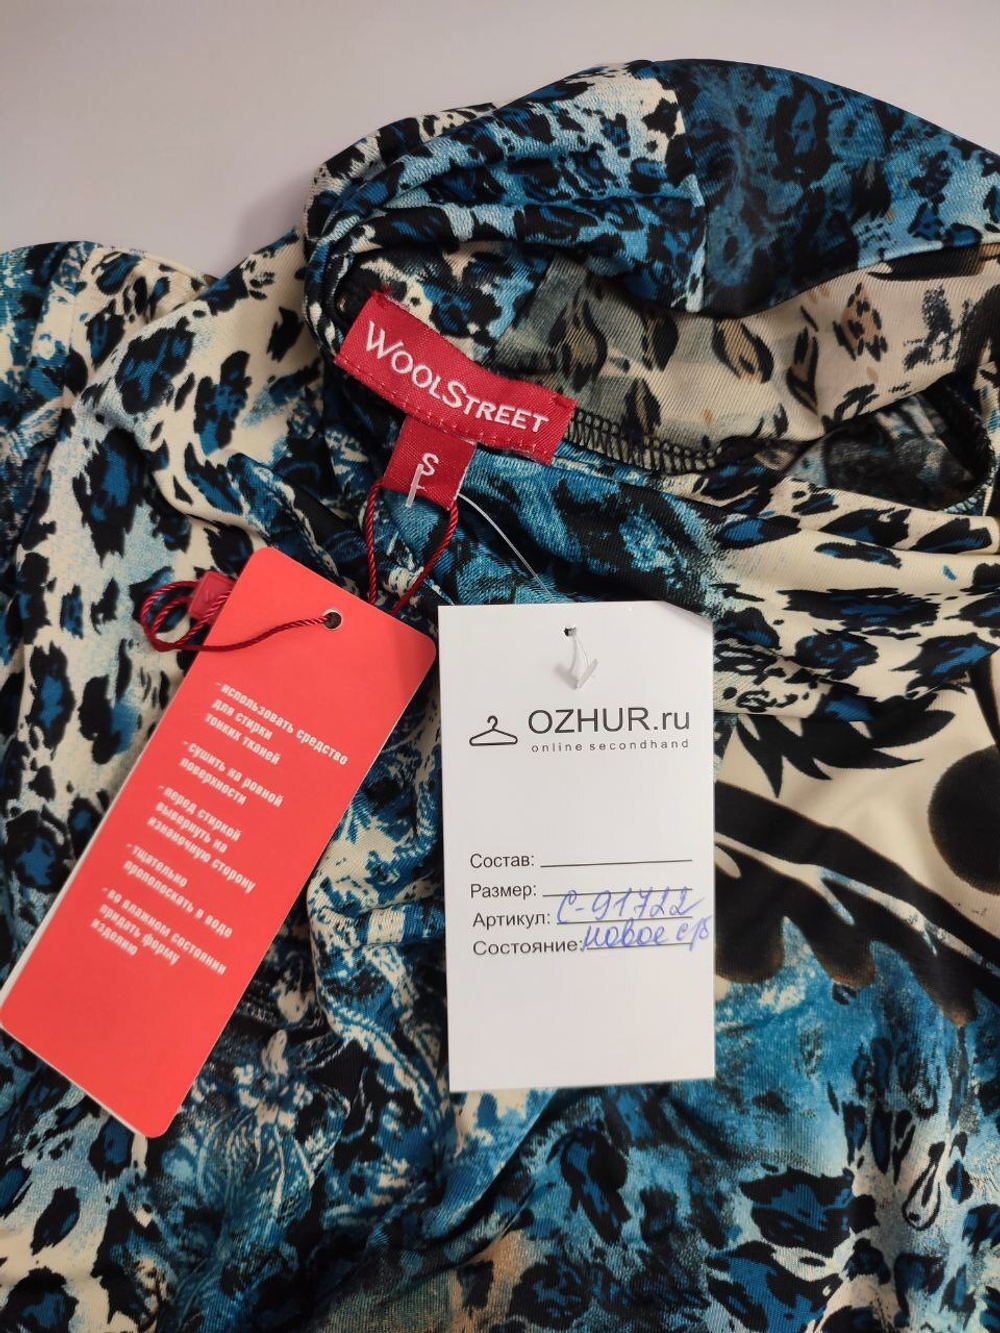 WOOLSTREET
S
- использовать средство
для стирки
тонких тканей
- сушить на ровной
поверхности
- перед стиркой
вывернуть на
изнаночную сторону
- тщательно
прополоскать в воде
- во влажном состоянии
придать форму
изделию
OZHUR.ru
online secondhand
Состав:
Размер:
Артикул: С-91722
Состояние: новое с/б